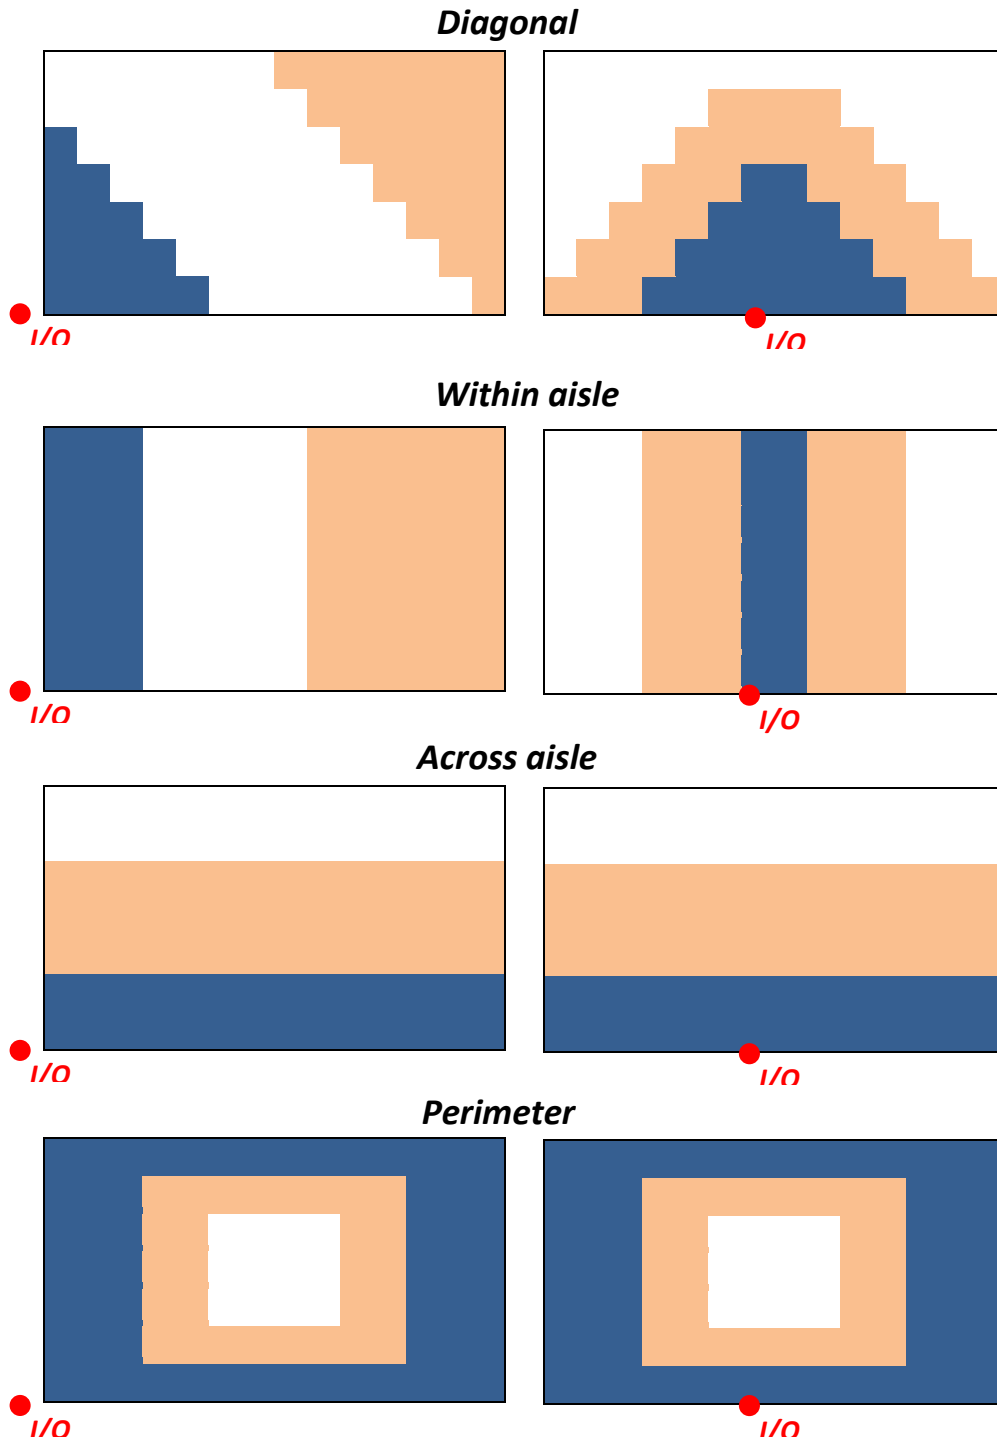 Diagonal
I/O
I/O
Within aisle
I/O
I/O
Across aisle
I/O
I/O
Perimeter
I/O
I/O